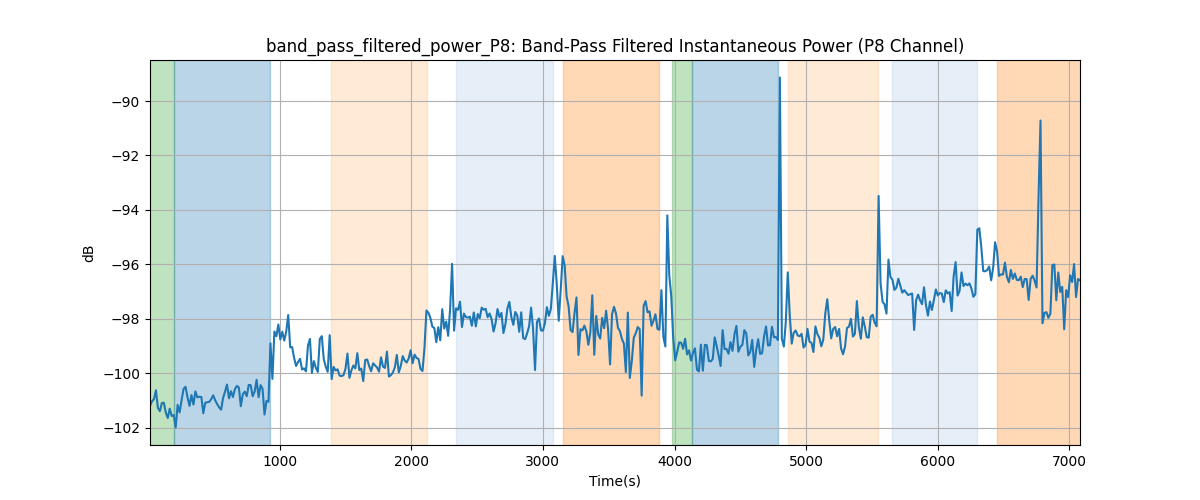 band_pass_filtered_power_P8: Band-Pass Filtered Instantaneous Power (P8 Channel)
−90
−92
−94
−96
−98
−100
−102
dB
1000 2000 3000 4000 5000 6000 7000
Time(s)